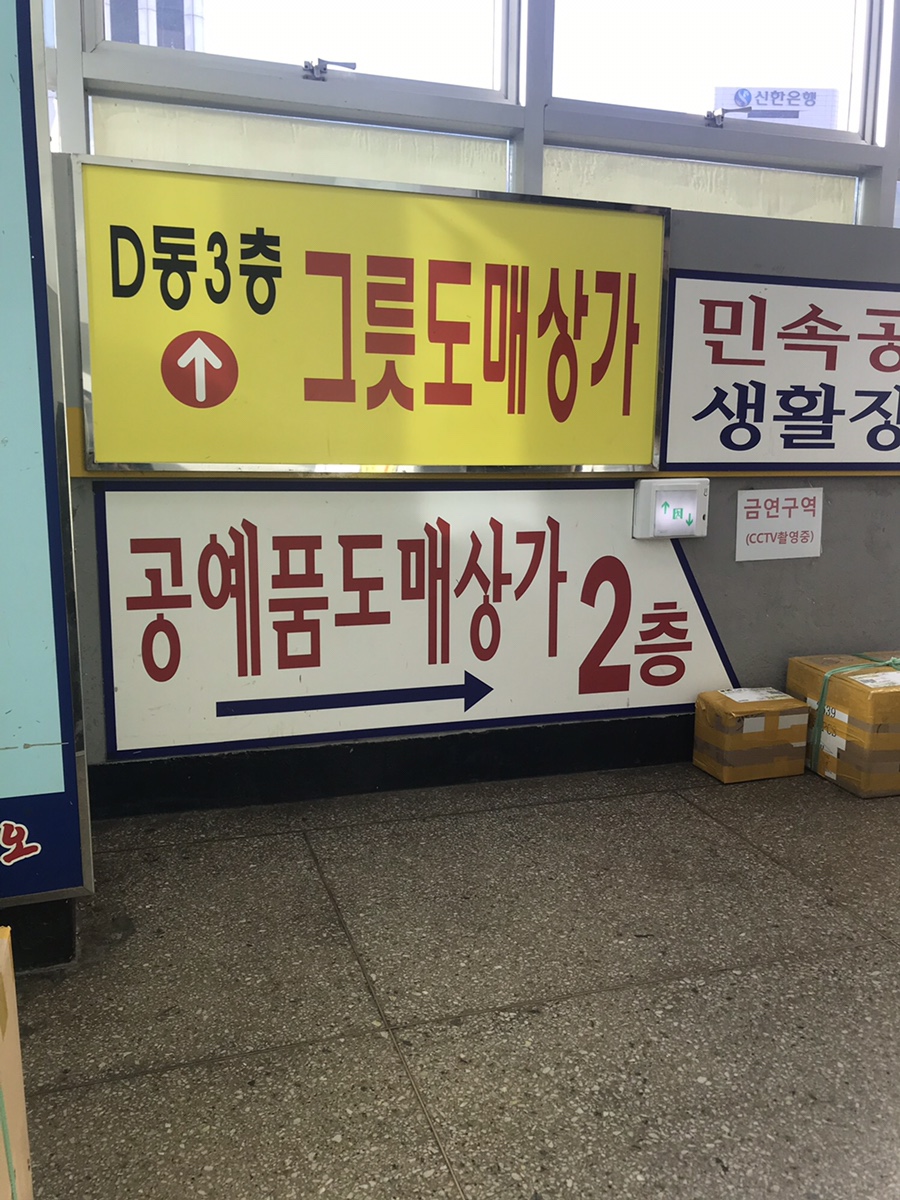 신한은행
D동3층
그릇도매상가
민속공
생활
공예품도매상가 2층
금연구역
(CCTV촬영중)
오